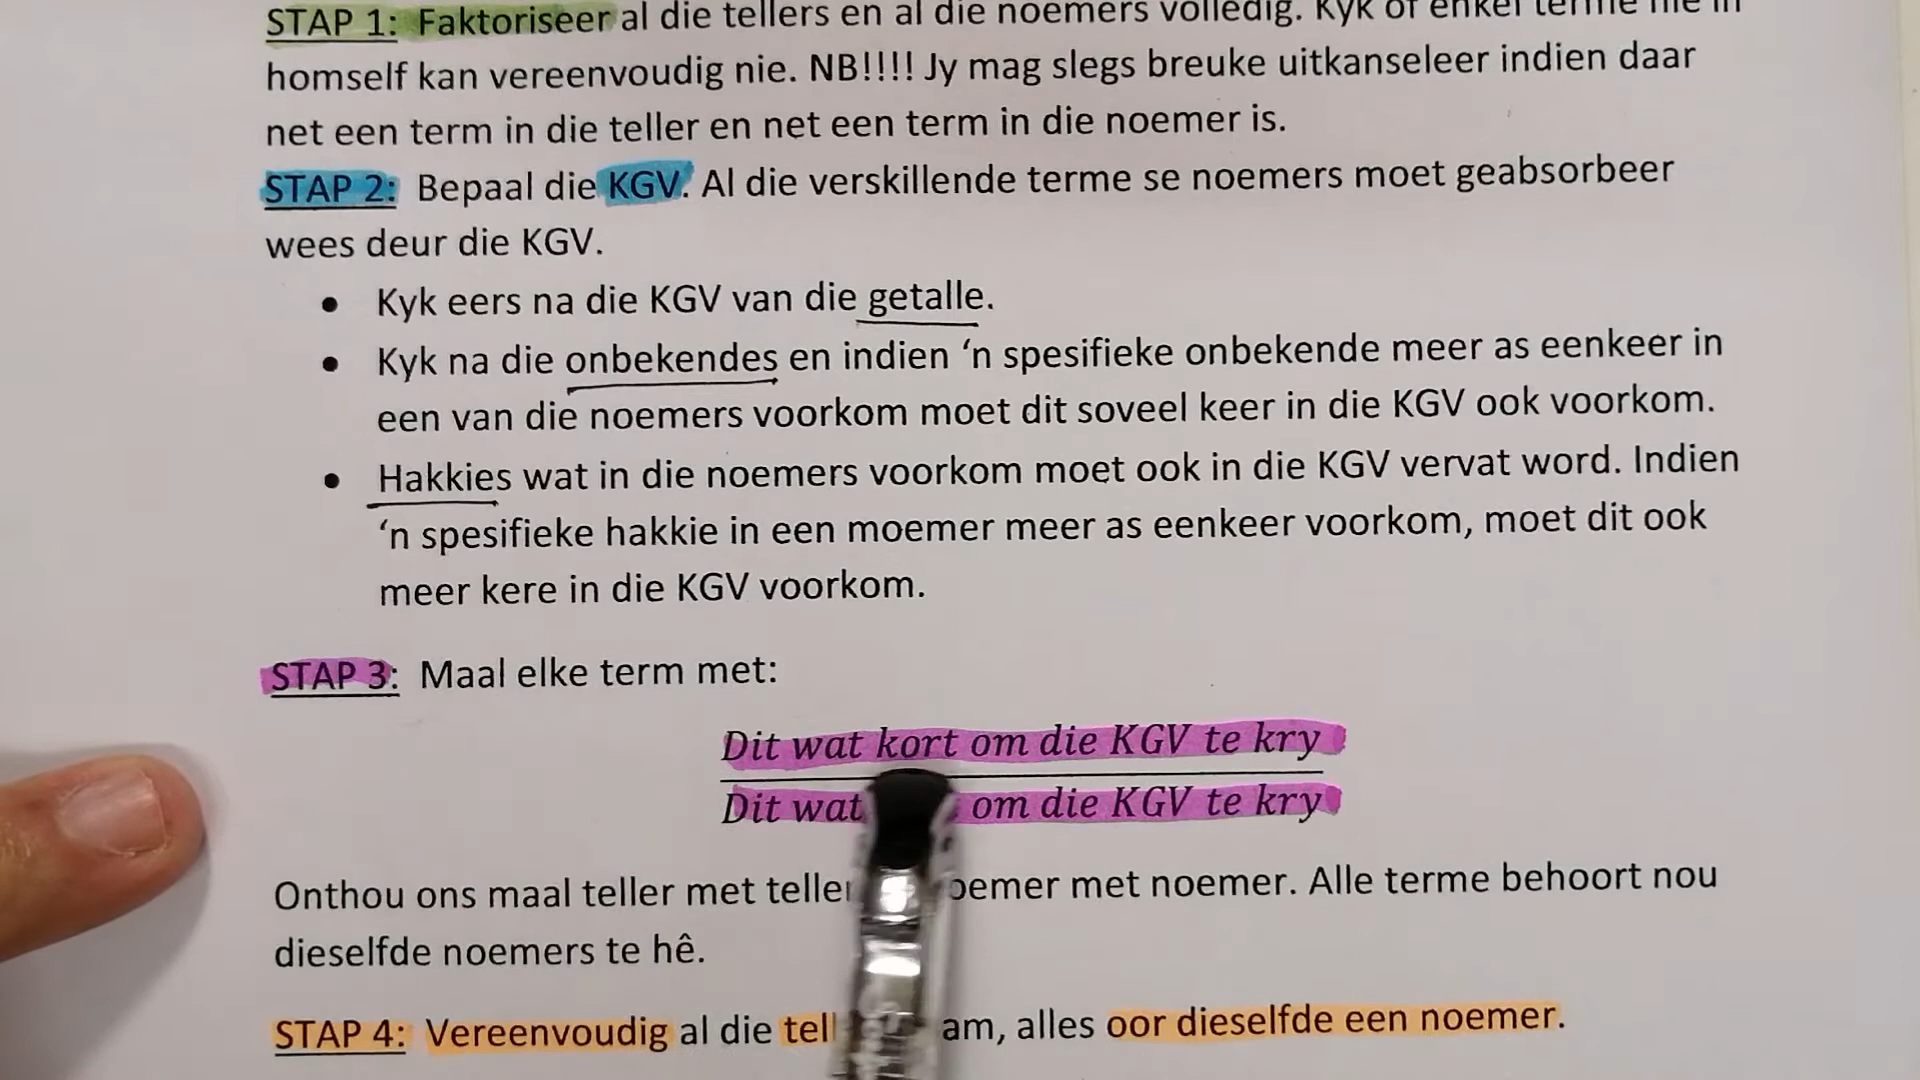 STAP 1: Faktoriseer al die tellers en al die noemers volledig. Kyk of enkel terme nie in
homself kan vereenvoudig nie. NB!!!! Jy mag slegs breuke uitkanseleer indien daar
net een term in die teller en net een term in die noemer is.
STAP 2: Bepaal die KGV. Al die verskillende terme se noemers moet geabsorbeer
wees deur die KGV.
• Kyk eers na die KGV van die getalle.
• Kyk na die onbekendes en indien ‘n spesifieke onbekende meer as eenkeer in
een van die noemers voorkom moet dit soveel keer in die KGV ook voorkom.
• Hakkies wat in die noemers voorkom moet ook in die KGV vervat word. Indien
‘n spesifieke hakkie in een moemer meer as eenkeer voorkom, moet dit ook
meer kere in die KGV voorkom.
STAP 3: Maal elke term met:
Dit wat kort om die KGV te kry
Dit wat om die KGV te kry
Onthou ons maal teller met teller noemer met noemer. Alle terme behoort nou
dieselfde noemers te hê.
STAP 4: Vereenvoudig al die alles oor dieselfde een noemer.